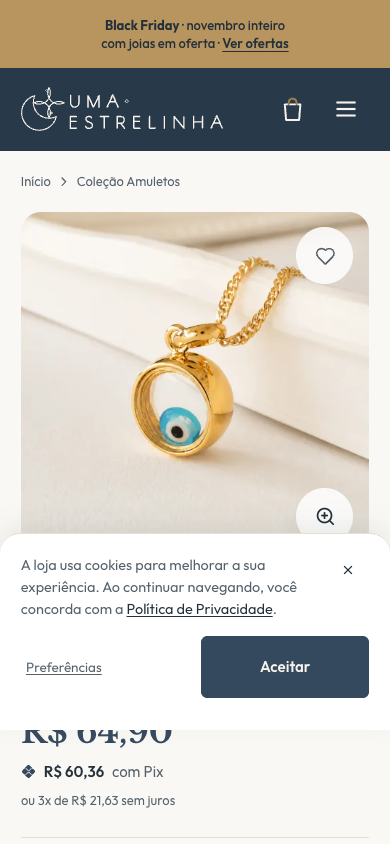 Black Friday · novembro inteiro
com joias em oferta · Ver ofertas
UMA
ESTRELINHA
Início > Coleção Amuletos
A loja usa cookies para melhorar a sua
experiência. Ao continuar navegando, você
concorda com a Política de Privacidade.
Preferências
Aceitar
R$ 64,90
R$ 60,36 com Pix
ou 3x de R$ 21,63 sem juros